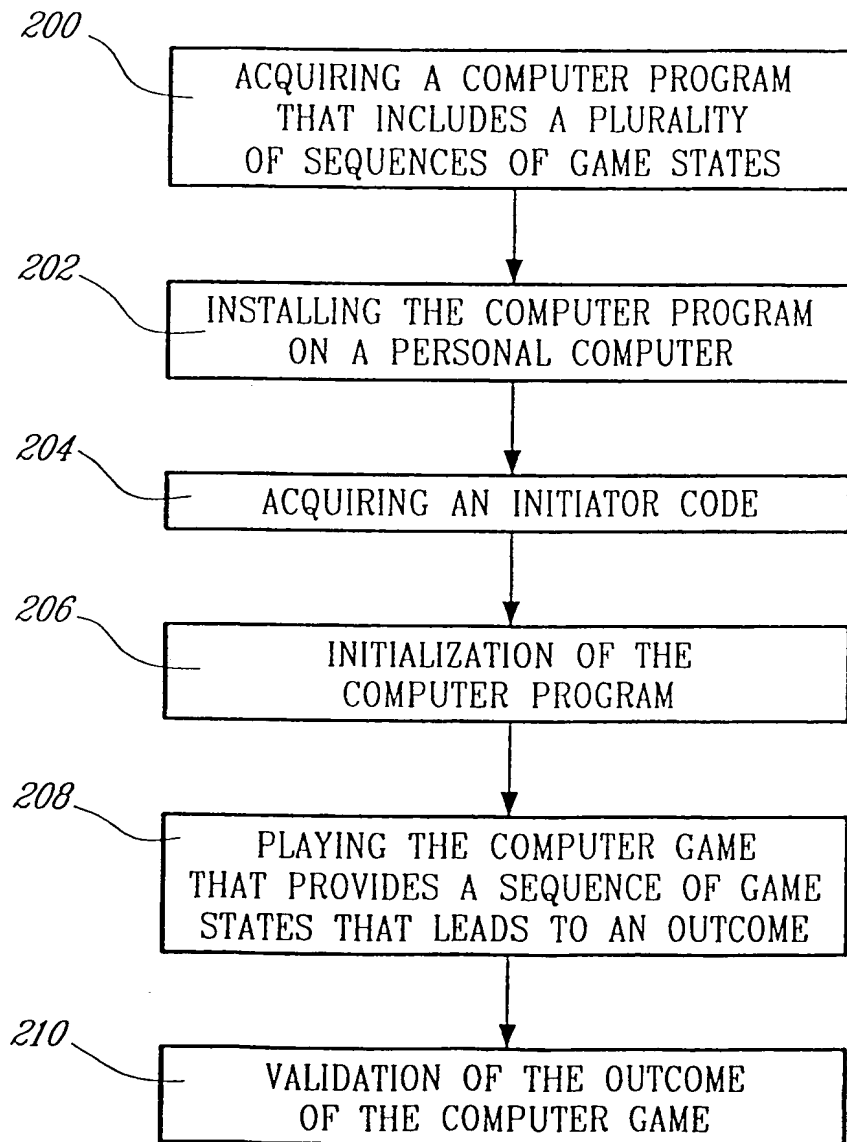 200
ACQUIRING A COMPUTER PROGRAM
THAT INCLUDES A PLURALITY
OF SEQUENCES OF GAME STATES
202
INSTALLING THE COMPUTER PROGRAM
ON A PERSONAL COMPUTER
204
ACQUIRING AN INITIATOR CODE
206
INITIALIZATION OF THE
COMPUTER PROGRAM
208
PLAYING THE COMPUTER GAME
THAT PROVIDES A SEQUENCE OF GAME
STATES THAT LEADS TO AN OUTCOME
210
VALIDATION OF THE OUTCOME
OF THE COMPUTER GAME